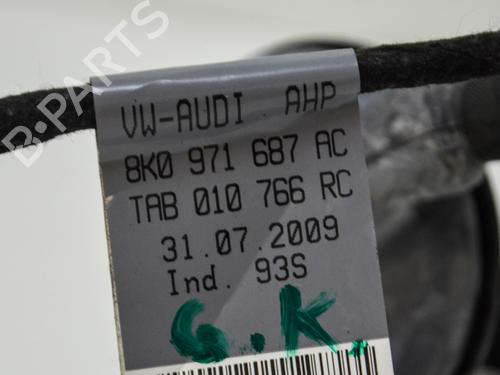 VW-AUDI AHP
8K0 971 687 AC
TAB 010 766 RC
31.07.2009
Ind. 93S
G.K.
B-PARTS